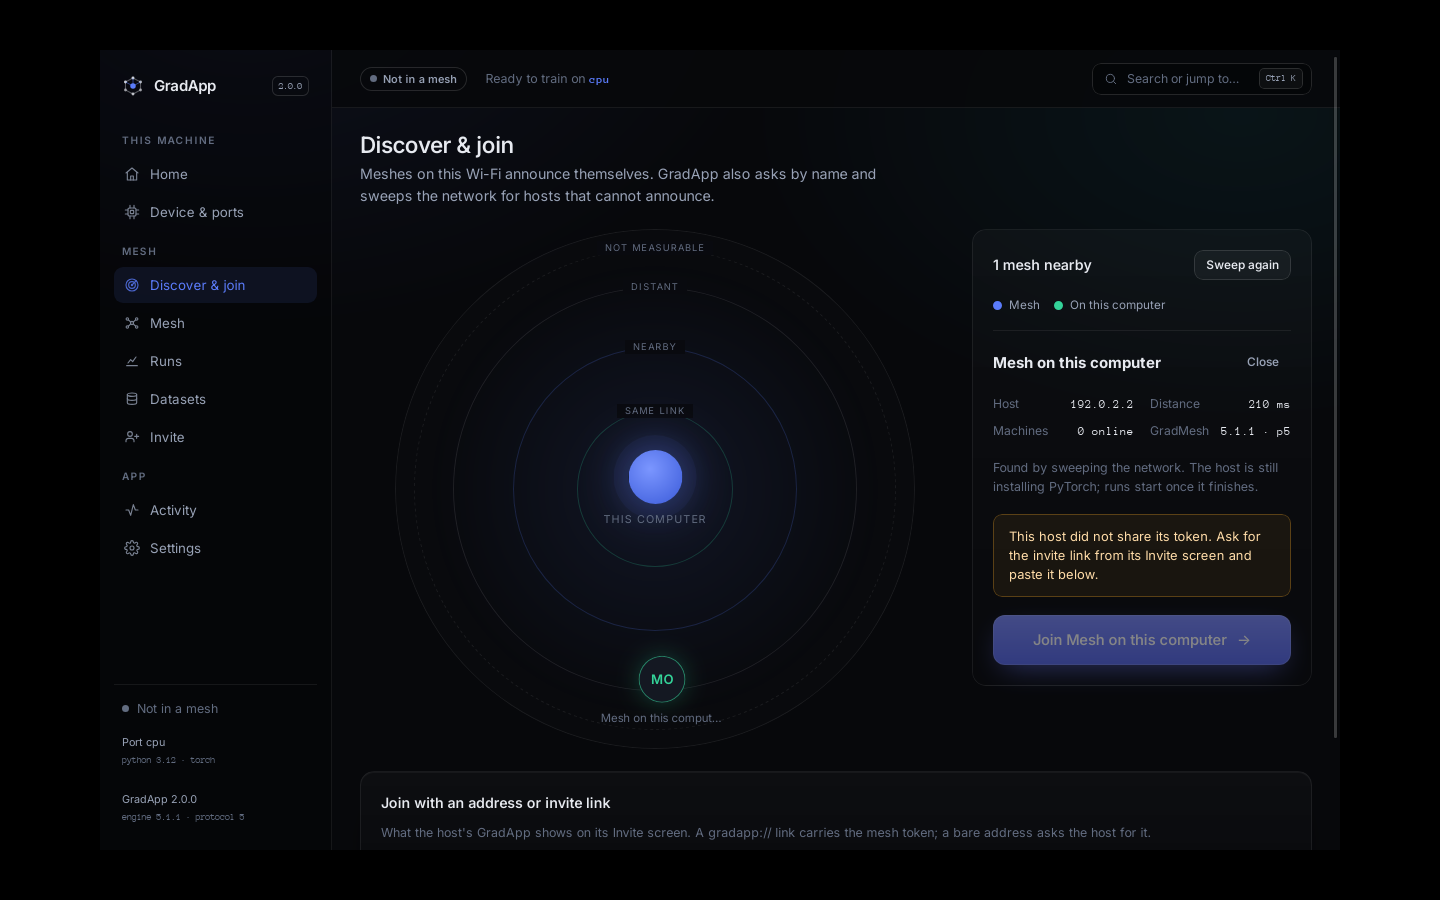 GradApp
2.0.0
THIS MACHINE
Home
Device & ports
MESH
Discover & join
Mesh
Runs
Datasets
Invite
APP
Activity
Settings
Not in a mesh
Port cpu
python 3.12 · torch
GradApp 2.0.0
engine 5.1.1 · protocol 5
Not in a mesh
Ready to train on cpu
Search or jump to...
Ctrl K
Discover & join
Meshes on this Wi-Fi announce themselves. GradApp also asks by name and
sweeps the network for hosts that cannot announce.
NOT MEASURABLE
DISTANT
NEARBY
SAME LINK
THIS COMPUTER
MO
Mesh on this comput...
1 mesh nearby
Sweep again
Mesh
On this computer
Mesh on this computer
Close
Host 192.0.2.2 Distance 210 ms
Machines 0 online GradMesh 5.1.1 · p5
Found by sweeping the network. The host is still
installing PyTorch; runs start once it finishes.
This host did not share its token. Ask for
the invite link from its Invite screen and
paste it below.
Join Mesh on this computer →
Join with an address or invite link
What the host's GradApp shows on its Invite screen. A gradapp:// link carries the mesh token; a bare address asks the host for it.